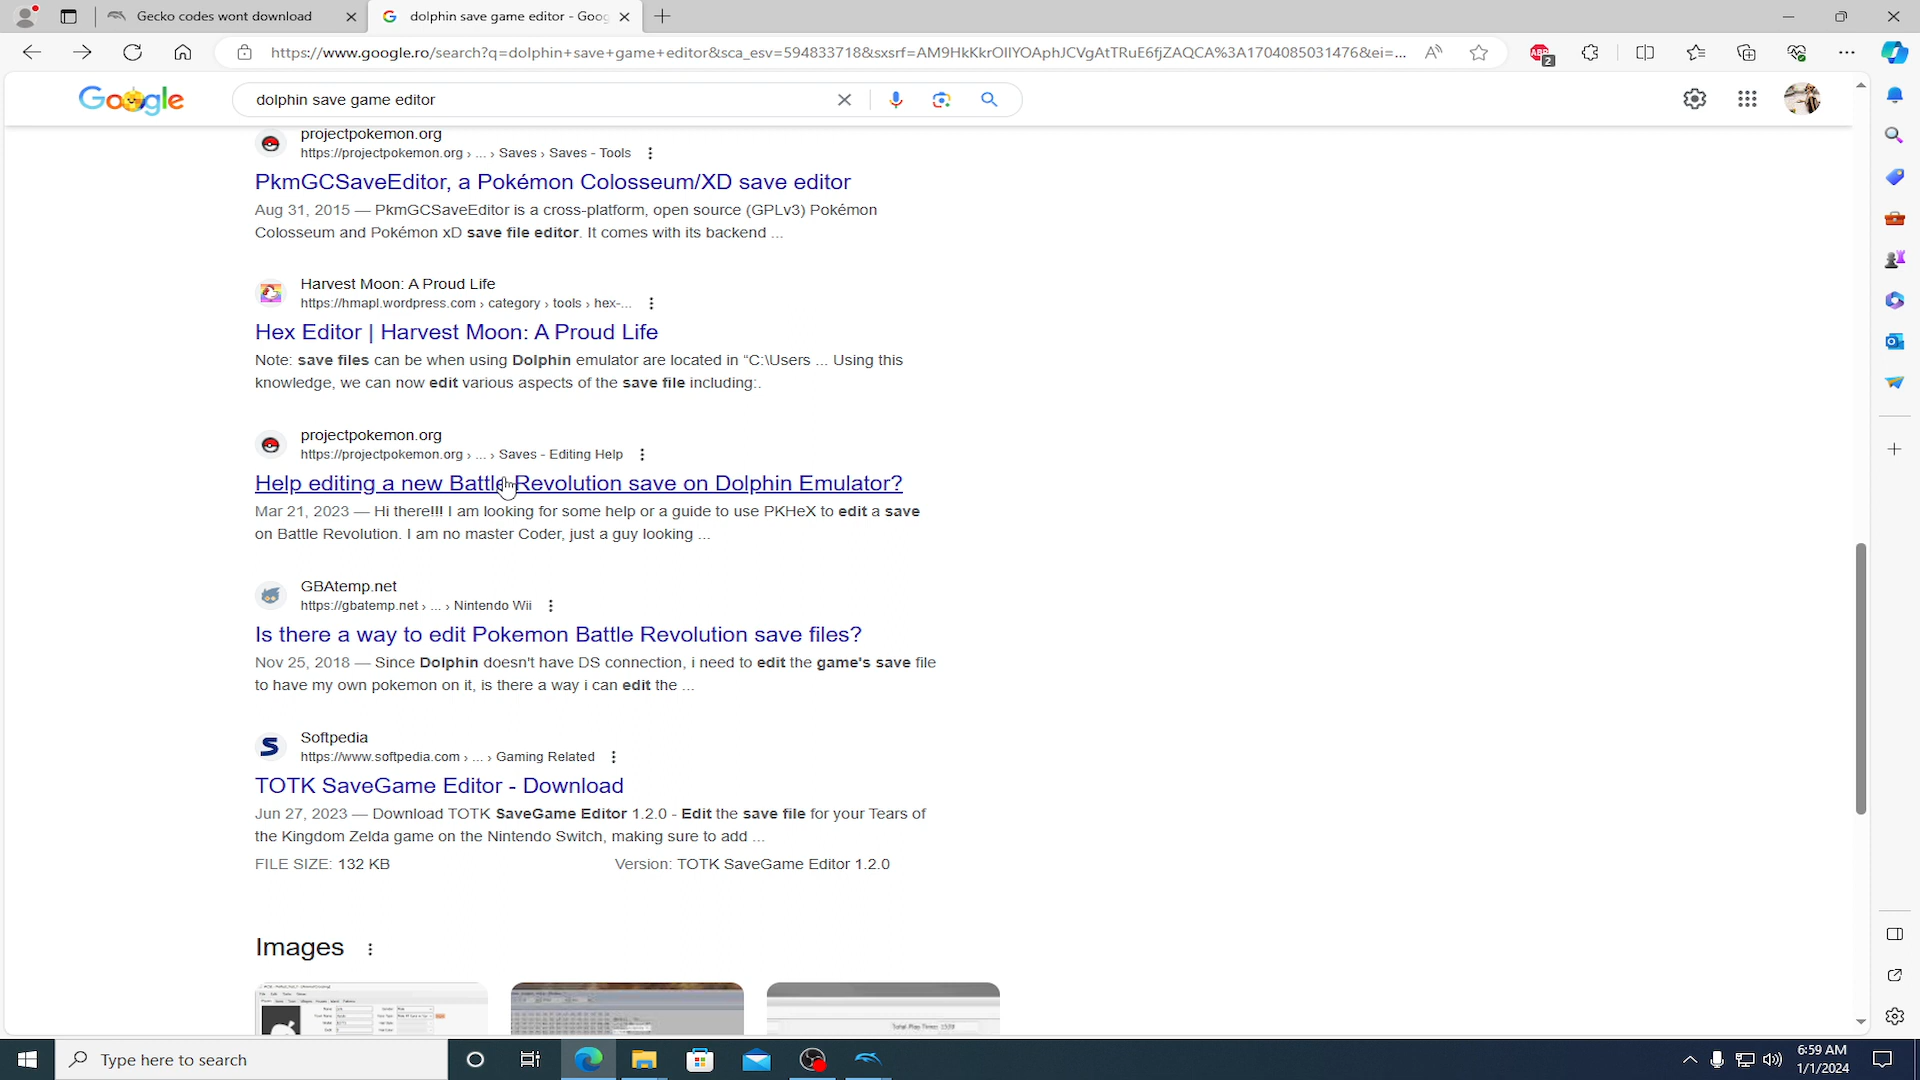 Gecko codes wont download
dolphin save game editor - Goog
https://www.google.ro/search?q=dolphin+save+game+editor&sca_esv=594833718&sxsrf=AM9HkKkrOIIYOAphJCVgAtTRuE6fjZAQCA%3A1704085031476&ei=...
ABP
2
Google
dolphin save game editor
projectpokemon.org
https://projectpokemon.org › ... › Saves › Saves - Tools
PkmGCSaveEditor, a Pokémon Colosseum/XD save editor
Aug 31, 2015 — PkmGCSaveEditor is a cross-platform, open source (GPLv3) Pokémon
Colosseum and Pokémon xD save file editor. It comes with its backend ...
Harvest Moon: A Proud Life
https://hmapl.wordpress.com › category › tools › hex-...
Hex Editor | Harvest Moon: A Proud Life
Note: save files can be when using Dolphin emulator are located in “C:\Users ... Using this
knowledge, we can now edit various aspects of the save file including:.
projectpokemon.org
https://projectpokemon.org › ... › Saves - Editing Help
Help editing a new Battle Revolution save on Dolphin Emulator?
Mar 21, 2023 — Hi there!!! I am looking for some help or a guide to use PKHeX to edit a save
on Battle Revolution. I am no master Coder, just a guy looking ...
GBAtemp.net
https://gbatemp.net › ... › Nintendo Wii
Is there a way to edit Pokemon Battle Revolution save files?
Nov 25, 2018 — Since Dolphin doesn't have DS connection, i need to edit the game's save file
to have my own pokemon on it, is there a way i can edit the ...
Softpedia
https://www.softpedia.com › ... › Gaming Related
TOTK SaveGame Editor - Download
Jun 27, 2023 — Download TOTK SaveGame Editor 1.2.0 - Edit the save file for your Tears of
the Kingdom Zelda game on the Nintendo Switch, making sure to add ...
FILE SIZE: 132 KB Version: TOTK SaveGame Editor 1.2.0
Images
Total Play Time:
Type here to search
6:59 AM
1/1/2024